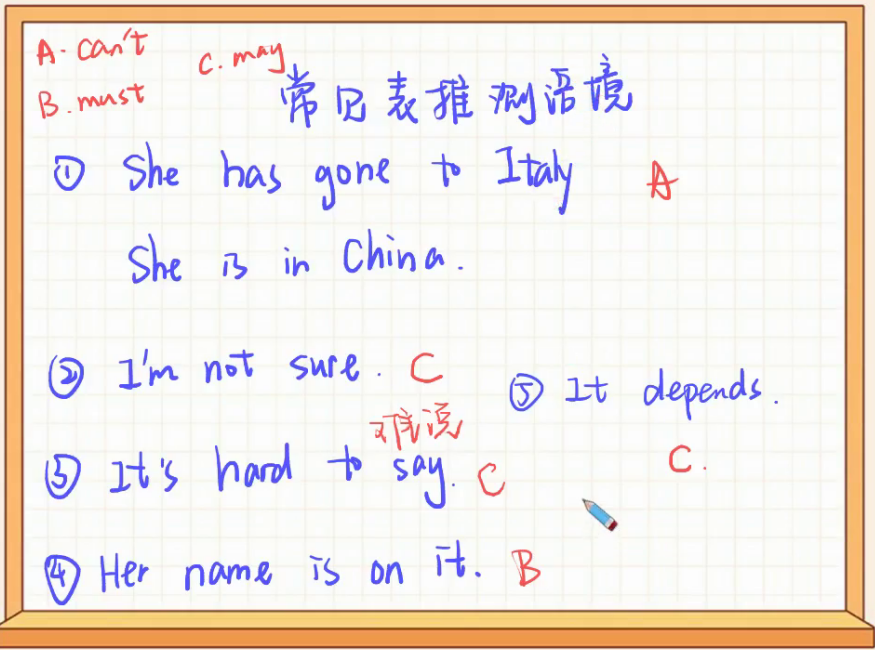 A. can't
C. may
B. must
常见表推测语境
① She has gone to Italy A
She is in China.
② I'm not sure. C
⑤ It depends.
难说
③ It's hard to say. C
C.
④ Her name is on it. B